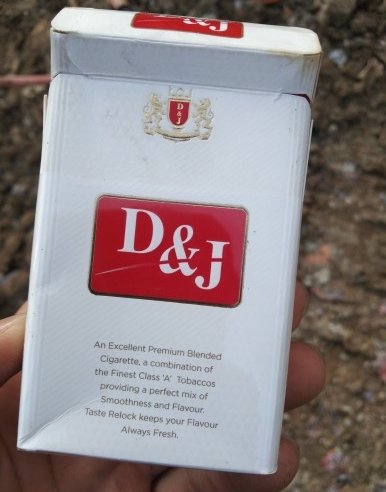 D&J
D
&
J
D&J
An Excellent Premium Blended
Cigarette, a combination of
the Finest Class 'A' Tobaccos
providing a perfect mix of
Smoothness and Flavour.
Taste Relock keeps your Flavour
Always Fresh.